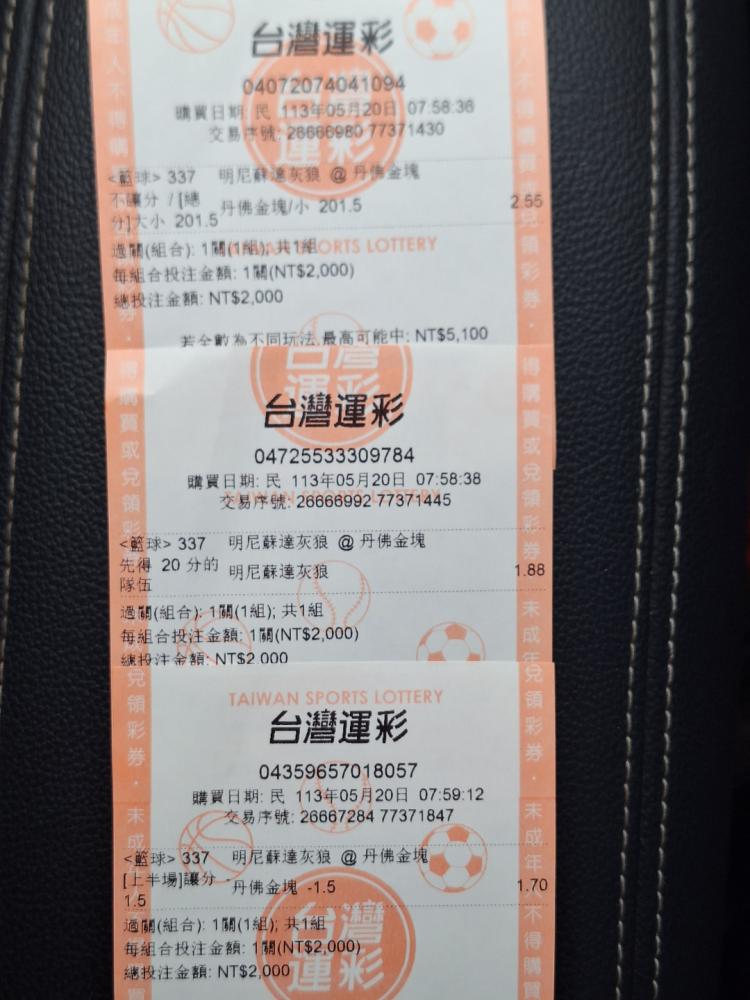 台灣運彩
04072074041094
購買日期: 民 113年05月20日 07:58:36
交易序號: 26666980 77371430
<籃球> 337 明尼蘇達灰狼 @ 丹佛金塊
不讓分 / [總分]大小 201.5 丹佛金塊/小 201.5 2.55
TAIWAN SPORTS LOTTERY
過關(組合): 1關(1組); 共1組
每組合投注金額: 1關(NT$2,000)
總投注金額: NT$2,000
若全數為不同玩法,最高可能中: NT$5,100
台灣運彩
台灣運彩
04725533309784
購買日期: 民 113年05月20日 07:58:38
TAIWAN SPORTS LOTTERY
交易序號: 26666992 77371445
<籃球> 337 明尼蘇達灰狼 @ 丹佛金塊
先得 20 分的隊伍 明尼蘇達灰狼 1.88
過關(組合): 1關(1組); 共1組
每組合投注金額: 1關(NT$2,000)
總投注金額: NT$2,000
TAIWAN SPORTS LOTTERY
台灣運彩
04359657018057
購買日期: 民 113年05月20日 07:59:12
交易序號: 26667284 77371847
<籃球> 337 明尼蘇達灰狼 @ 丹佛金塊
[上半場]讓分 -1.5 丹佛金塊 -1.5 1.70
過關(組合): 1關(1組); 共1組
每組合投注金額: 1關(NT$2,000)
總投注金額: NT$2,000
台灣運彩